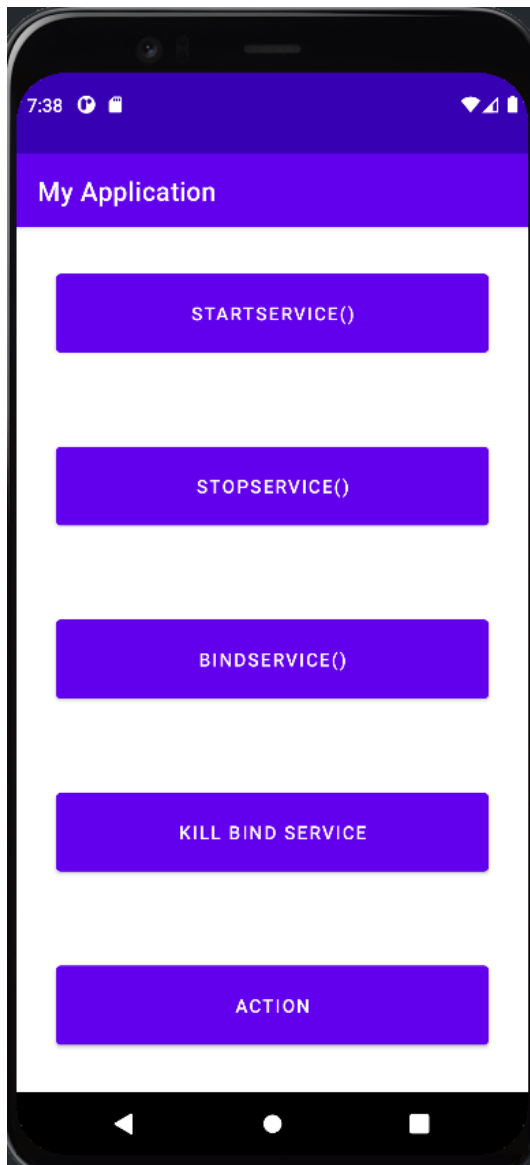 7:38
My Application
STARTSERVICE()
STOPSERVICE()
BINDSERVICE()
KILL BIND SERVICE
ACTION